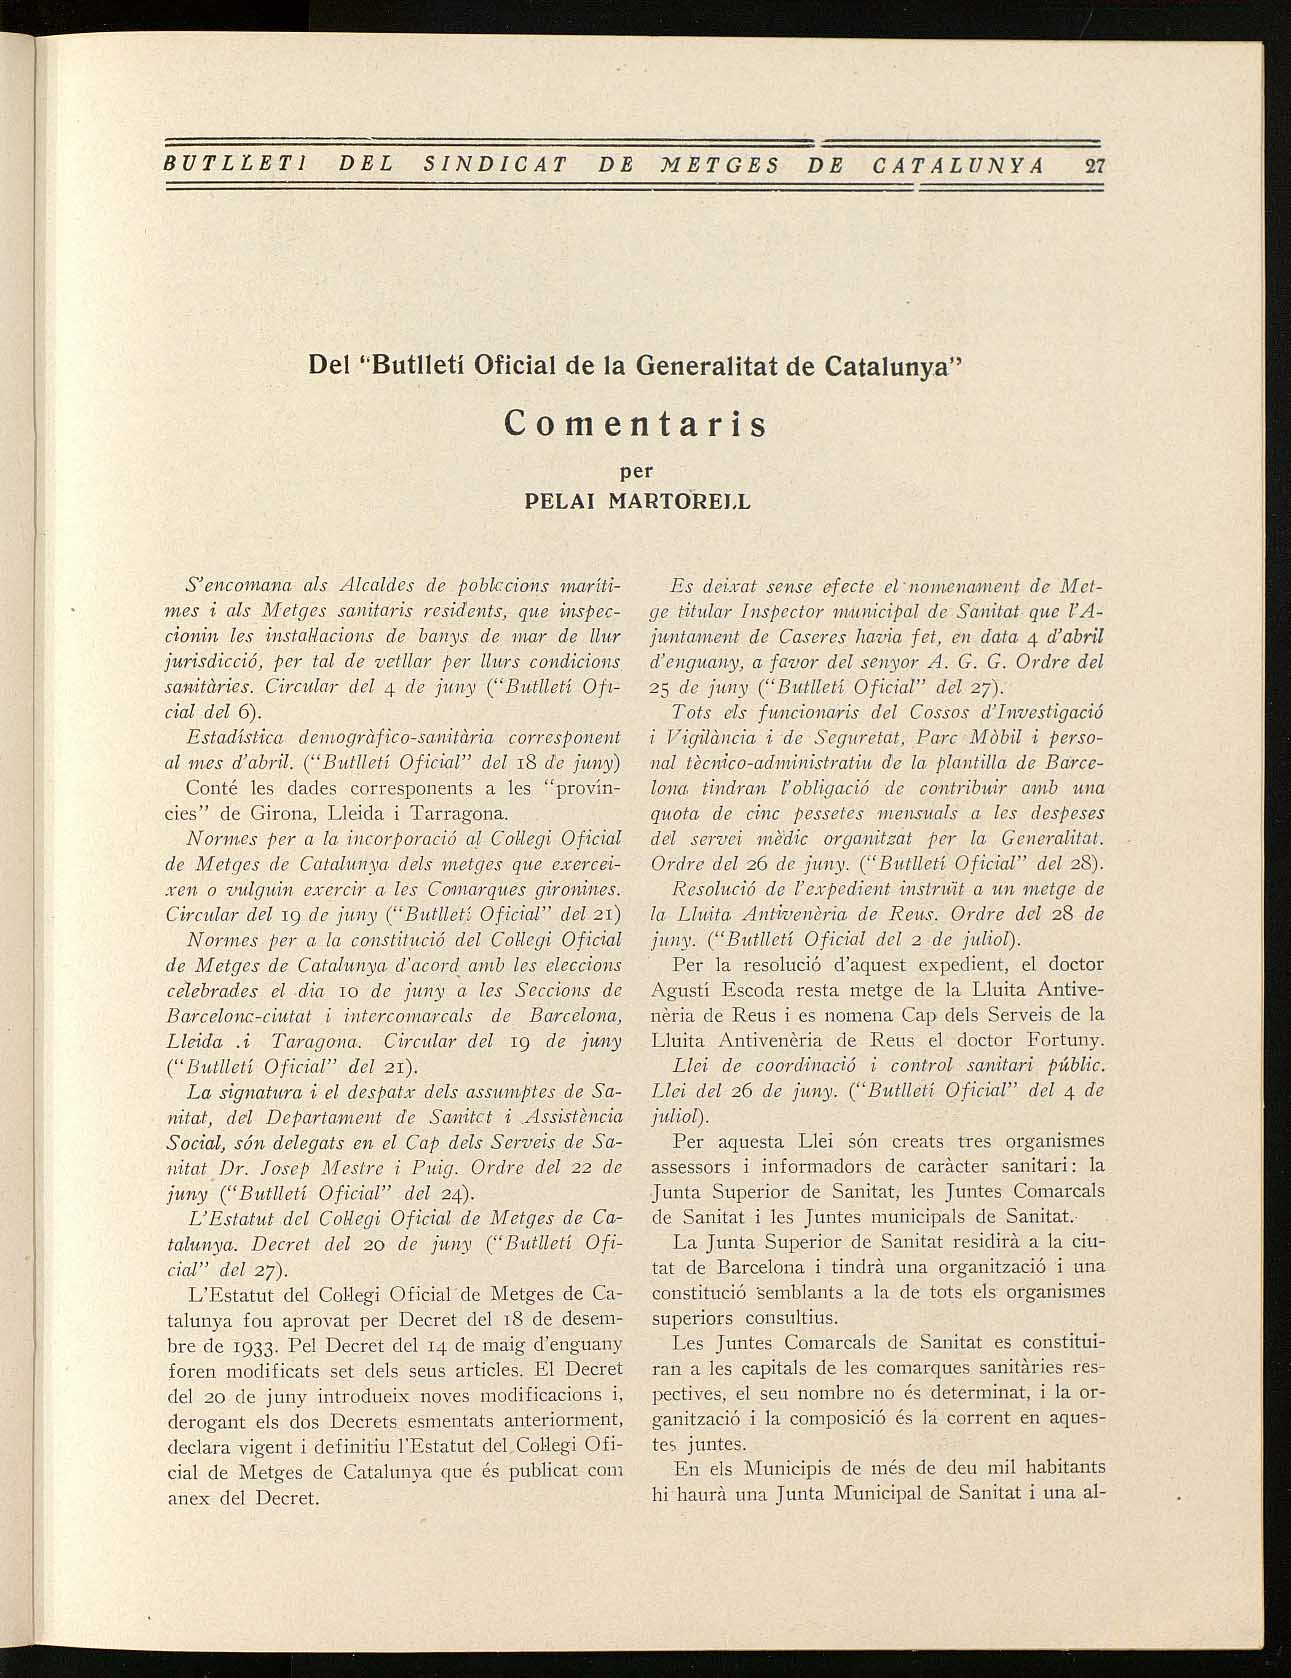 BUTLLETI DEL SINDICAT DE METGES DE CATALUNYA 27
Del "Butlletí Oficial de la Generalitat de Catalunya"
Comentaris
per
PELAI MARTORELL
S'encomana als Alcaldes de poblacions maríti-
mes i als Metges sanitaris residents, que inspec-
cionin les instaŀlacions de banys de mar de llur
jurisdicció, per tal de vetllar per llurs condicions
sanitàries. Circular del 4 de juny ("Butlletí Ofi-
cial del 6).
Estadística demogràfico-sanitària corresponent
al mes d'abril. ("Butlletí Oficial" del 18 de juny)
Conté les dades corresponents a les "provín-
cies" de Girona, Lleida i Tarragona.
Normes per a la incorporació al Coŀlegi Oficial
de Metges de Catalunya dels metges que exercei-
xen o vulguin exercir a les Comarques gironines.
Circular del 19 de juny ("Butlletí Oficial" del 21)
Normes per a la constitució del Coŀlegi Oficial
de Metges de Catalunya d'acord amb les eleccions
celebrades el dia 10 de juny a les Seccions de
Barcelona-ciutat i intercomarcals de Barcelona,
Lleida i Taragona. Circular del 19 de juny
("Butlletí Oficial" del 21).
La signatura i el despatx dels assumptes de Sa-
nitat, del Departament de Sanitat i Assistència
Social, són delegats en el Cap dels Serveis de Sa-
nitat Dr. Josep Mestre i Puig. Ordre del 22 de
juny ("Butlletí Oficial" del 24).
L'Estatut del Coŀlegi Oficial de Metges de Ca-
talunya. Decret del 20 de juny ("Butlletí Ofi-
cial" del 27).
L'Estatut del Coŀlegi Oficial de Metges de Ca-
talunya fou aprovat per Decret del 18 de desem-
bre de 1933. Pel Decret del 14 de maig d'enguany
foren modificats set dels seus articles. El Decret
del 20 de juny introdueix noves modificacions i,
derogant els dos Decrets esmentats anteriorment,
declara vigent i definitiu l'Estatut del Coŀlegi Ofi-
cial de Metges de Catalunya que és publicat com
anex del Decret.
Es deixat sense efecte el nomenament de Met-
ge titular Inspector municipal de Sanitat que l'A-
juntament de Caseres havia fet, en data 4 d'abril
d'enguany, a favor del senyor A. G. G. Ordre del
25 de juny ("Butlletí Oficial" del 27).
Tots els funcionaris del Cossos d'Investigació
i Vigilància i de Seguretat, Parc Mòbil i perso-
nal tècnico-administratiu de la plantilla de Barce-
lona tindran l'obligació de contribuir amb una
quota de cinc pessetes mensuals a les despeses
del servei mèdic organitzat per la Generalitat.
Ordre del 26 de juny. ("Butlletí Oficial" del 28).
Resolució de l'expedient instruït a un metge de
la Lluita Antivenèria de Reus. Ordre del 28 de
juny. ("Butlletí Oficial del 2 de juliol).
Per la resolució d'aquest expedient, el doctor
Agustí Escoda resta metge de la Lluita Antive-
nèria de Reus i es nomena Cap dels Serveis de la
Lluita Antivenèria de Reus el doctor Fortuny.
Llei de coordinació i control sanitari públic.
Llei del 26 de juny. ("Butlletí Oficial" del 4 de
juliol).
Per aquesta Llei són creats tres organismes
assessors i informadors de caràcter sanitari: la
Junta Superior de Sanitat, les Juntes Comarcals
de Sanitat i les Juntes municipals de Sanitat.
La Junta Superior de Sanitat residirà a la ciu-
tat de Barcelona i tindrà una organització i una
constitució semblants a la de tots els organismes
superiors consultius.
Les Juntes Comarcals de Sanitat es constitui-
ran a les capitals de les comarques sanitàries res-
pectives, el seu nombre no és determinat, i la or-
ganització i la composició és la corrent en aques-
tes juntes.
En els Municipis de més de deu mil habitants
hi haurà una Junta Municipal de Sanitat i una al-